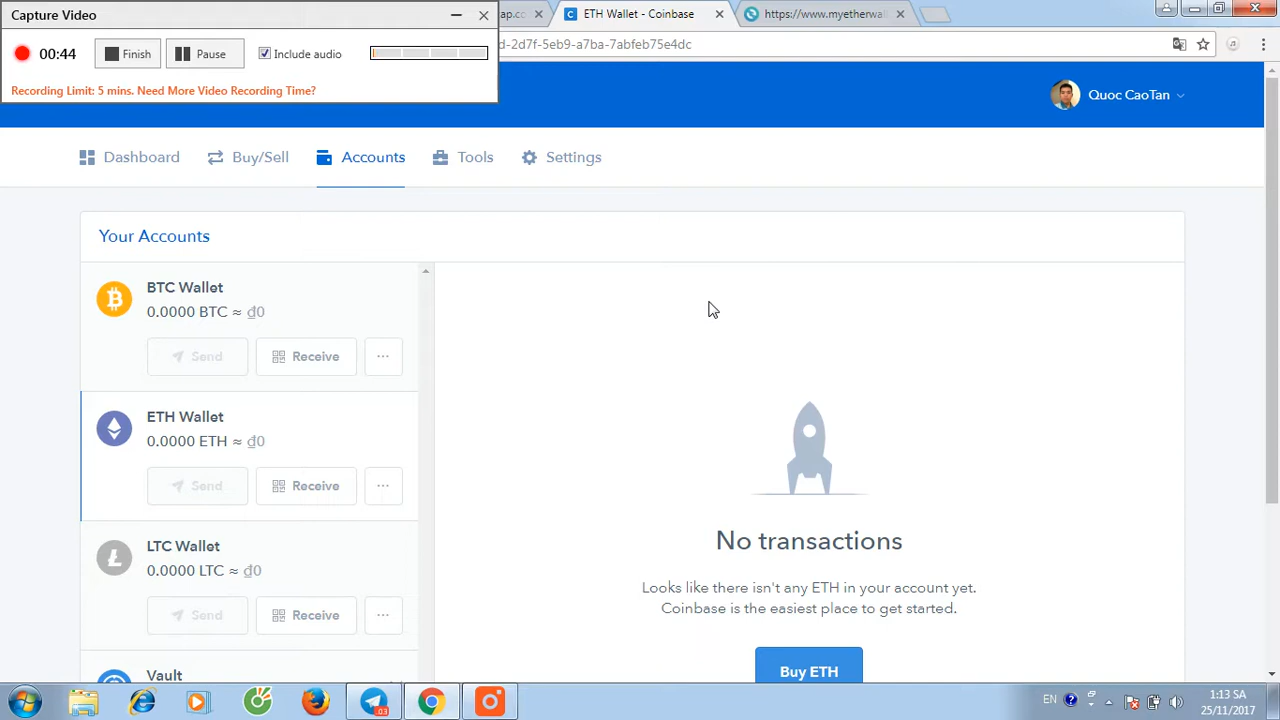 Capture Video
00:44
Finish
Pause
Include audio
Recording Limit: 5 mins. Need More Video Recording Time?
ap.cc
ETH Wallet - Coinbase
https://www.myetherwal
-2d7f-5eb9-a7ba-7abfeb75e4dc
Quoc CaoTan
Dashboard
Buy/Sell
Accounts
Tools
Settings
Your Accounts
BTC Wallet
0.0000 BTC ≈ ₫0
Send
Receive
...
ETH Wallet
0.0000 ETH ≈ ₫0
Send
Receive
...
LTC Wallet
0.0000 LTC ≈ ₫0
Send
Receive
...
Vault
No transactions
Looks like there isn't any ETH in your account yet.
Coinbase is the easiest place to get started.
Buy ETH
03
EN
1:13 SA
25/11/2017